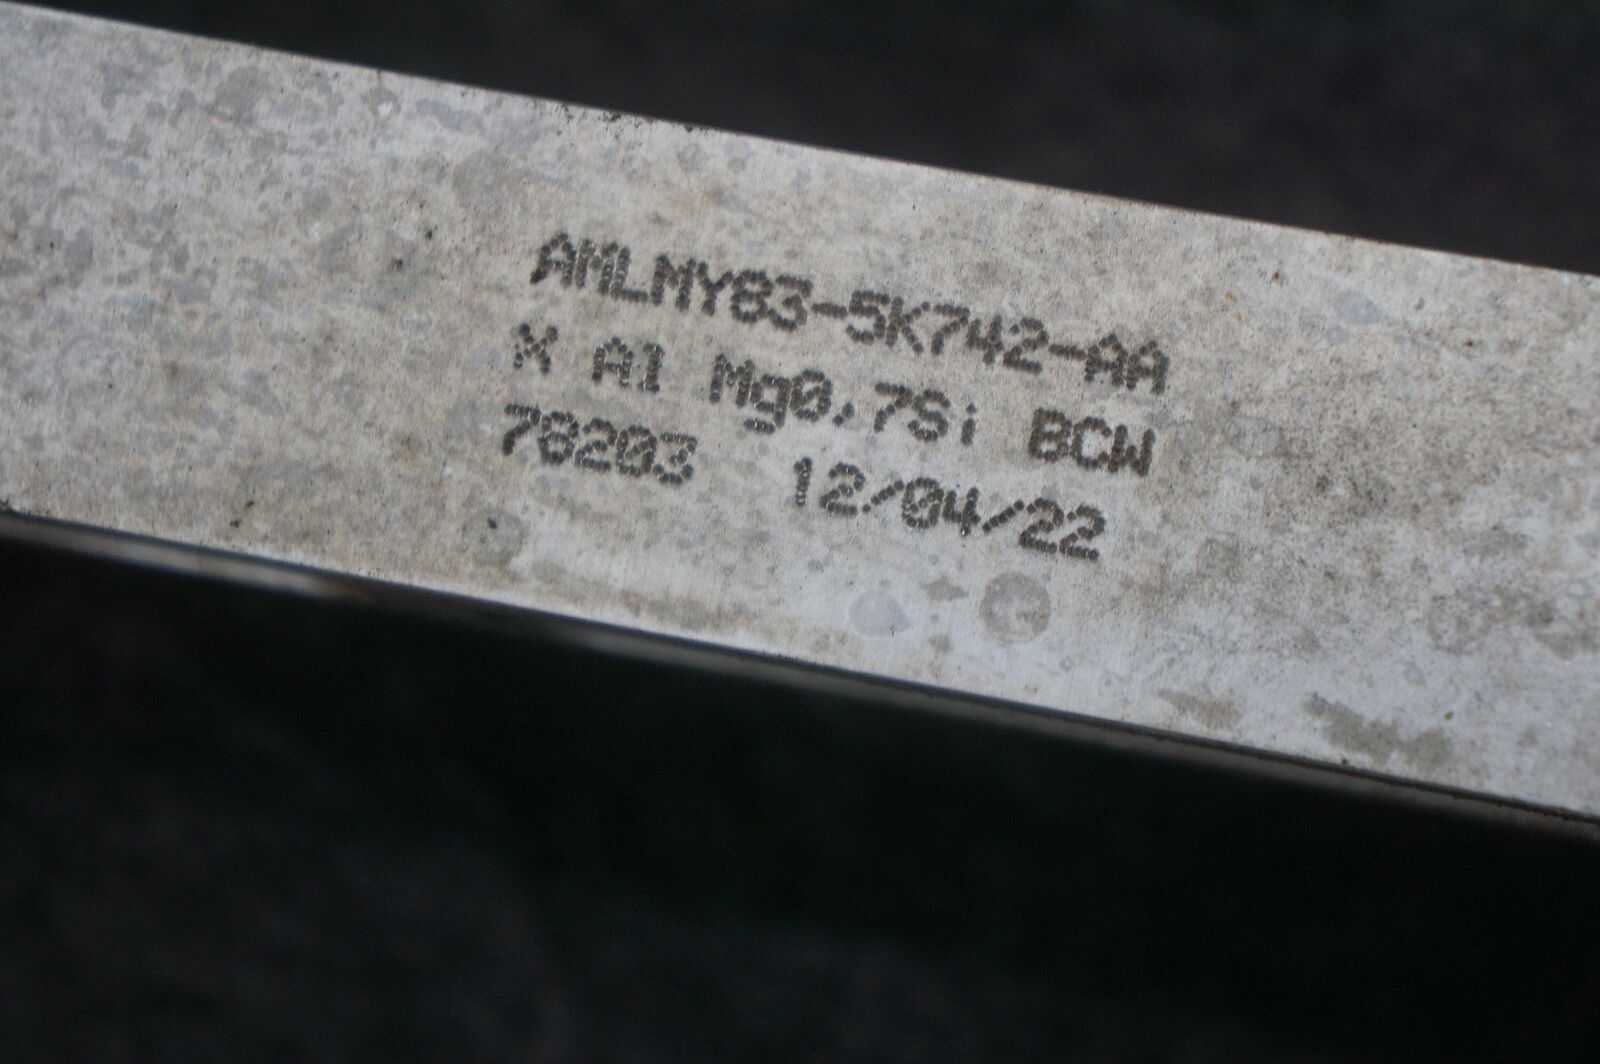 AMLMY83-5K742-AA
X Al Mg0,7Si BCW
78203 12/04/22